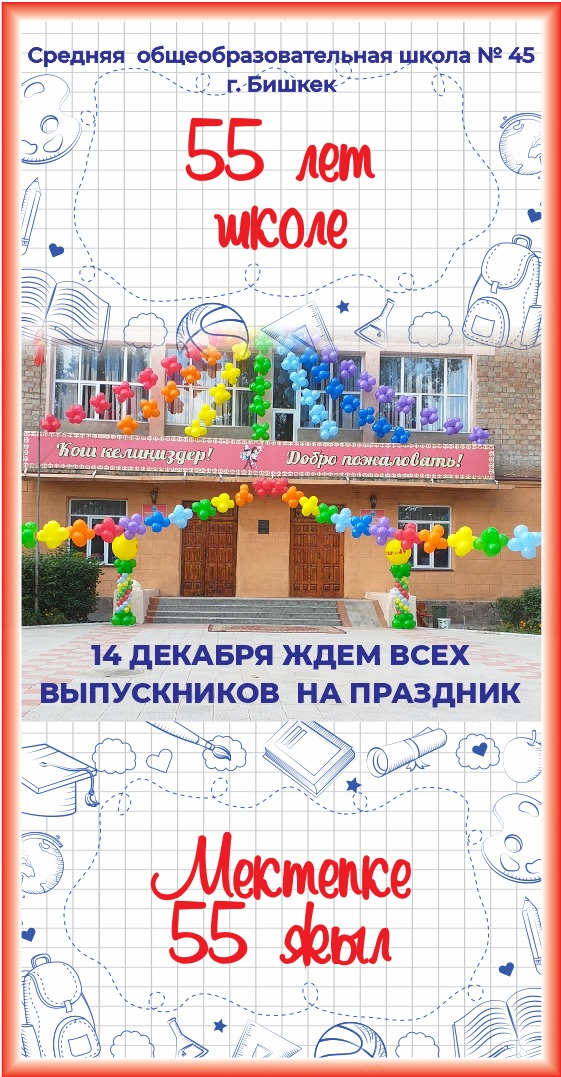 Средняя общеобразовательная школа № 45
г. Бишкек
55 лет
школе
Кош келиңиздер!
Добро пожаловать!
14 ДЕКАБРЯ ЖДЕМ ВСЕХ
ВЫПУСКНИКОВ НА ПРАЗДНИК
Мектепке
55 жыл